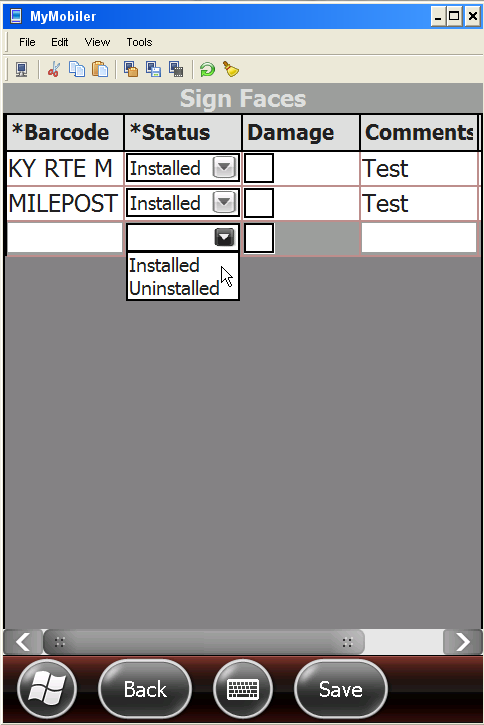 MyMobiler
File Edit View Tools
Sign Faces
*Barcode *Status Damage Comments
KY RTE M Installed Test
MILEPOST Installed Test
Installed
Uninstalled
Back Save